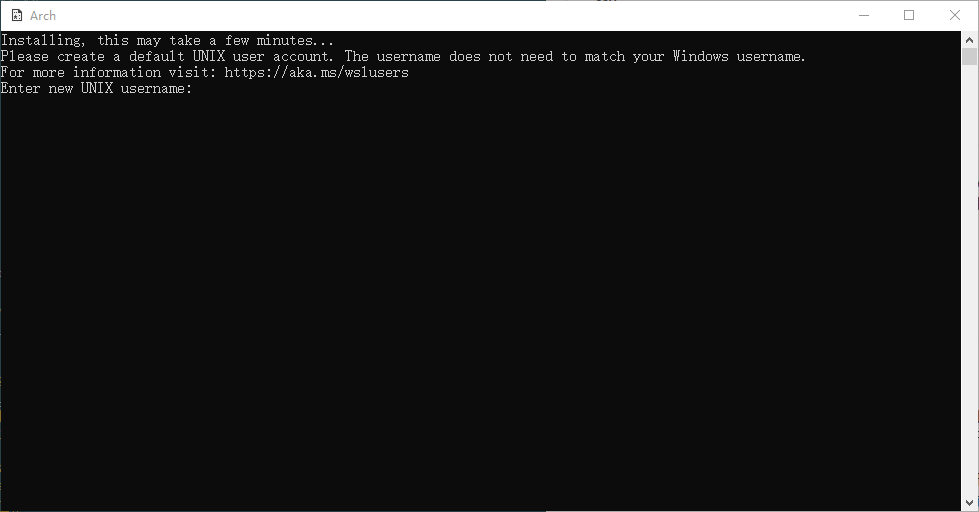 Arch
Installing, this may take a few minutes...
Please create a default UNIX user account. The username does not need to match your Windows username.
For more information visit: https://aka.ms/wslusers
Enter new UNIX username: